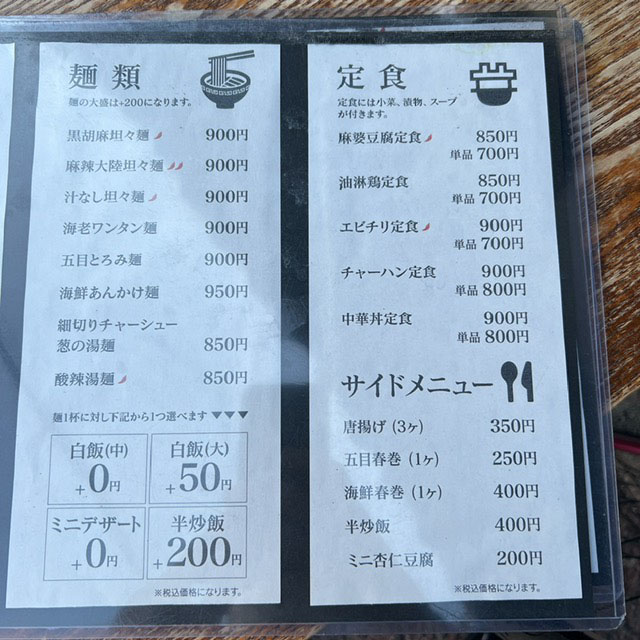 麺類
麺の大盛は+200になります。
黒胡麻坦々麺 900円
麻辣大陸坦々麺 900円
汁なし坦々麺 900円
海老ワンタン麺 900円
五目とろみ麺 900円
海鮮あんかけ麺 950円
細切りチャーシュー
葱の湯麺 850円
酸辣湯麺 850円
麺1杯に対し下記から1つ選べます ▼▼▼
白飯(中)
+0円
白飯(大)
+50円
ミニデザート
+0円
半炒飯
+200円
※税込価格になります。
定食
定食には小菜、漬物、スープ
が付きます。
麻婆豆腐定食 850円
単品 700円
油淋鶏定食 850円
単品 700円
エビチリ定食 900円
単品 700円
チャーハン定食 900円
単品 800円
中華丼定食 900円
単品 800円
サイドメニュー
唐揚げ (3ヶ) 350円
五目春巻 (1ヶ) 250円
海鮮春巻 (1ヶ) 400円
半炒飯 400円
ミニ杏仁豆腐 200円
※税込価格になります。